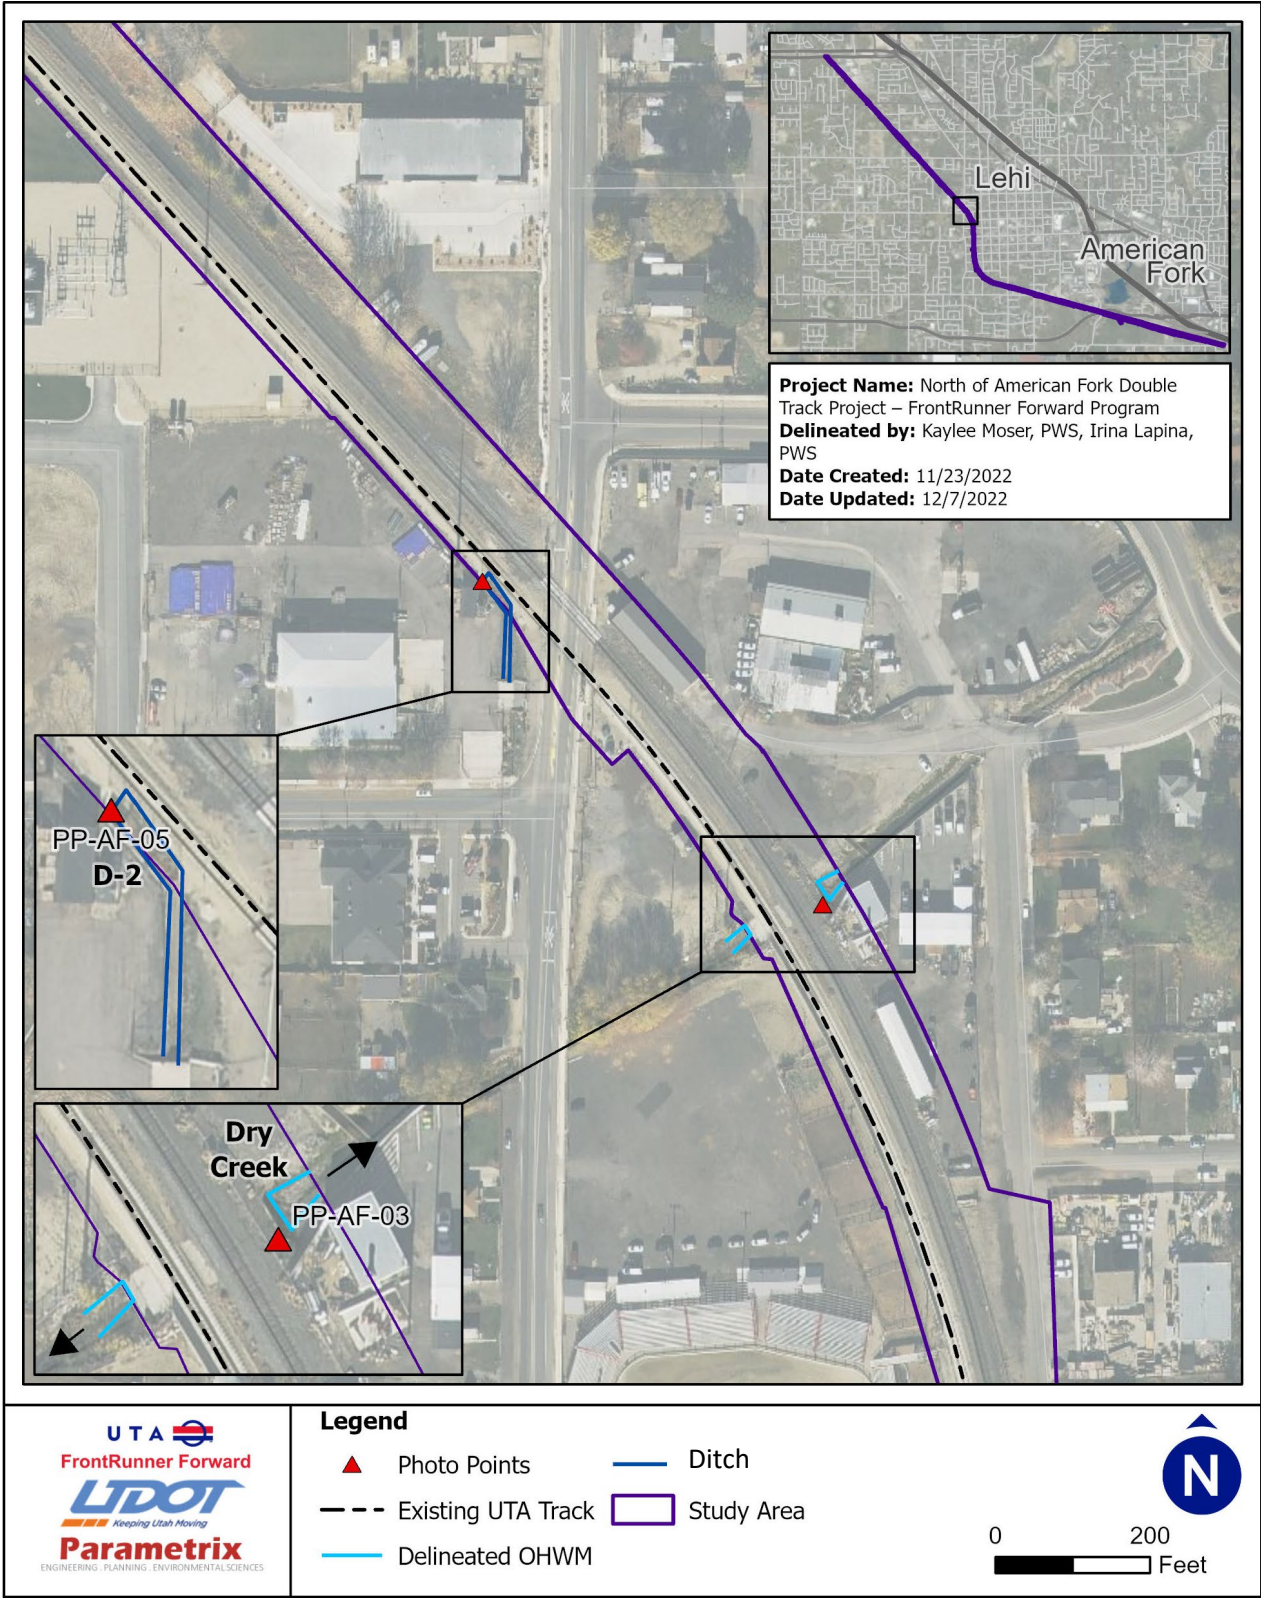 Lehi
American
Fork
Project Name: North of American Fork Double
Track Project – FrontRunner Forward Program
Delineated by: Kaylee Moser, PWS, Irina Lapina,
PWS
Date Created: 11/23/2022
Date Updated: 12/7/2022
PP-AF-05
D-2
Dry
Creek
PP-AF-03
UTA
FrontRunner Forward
UDOT
Keeping Utah Moving
Parametrix
ENGINEERING . PLANNING . ENVIRONMENTAL SCIENCES
Legend
Photo Points
Ditch
Existing UTA Track
Study Area
Delineated OHWM
N
0 200
Feet